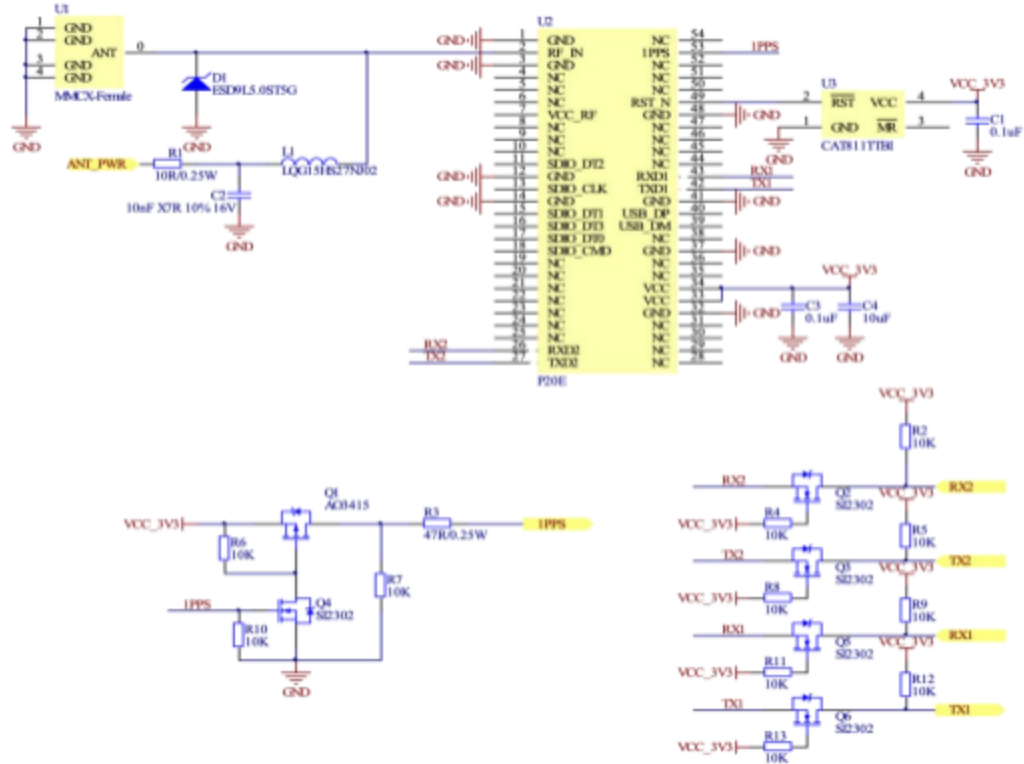 U1
1 GND
2 GND
ANT 0
3 GND
4 GND
MMCX-Female
GND
D1
ESD9L5.0ST5G
GND
ANT_PWR
R1
10R/0.25W
L1
LQG15HS27NJ02
C2
10nF X7R 10% 16V
GND
U2
GND 1 GND NC 54
2 RF_IN 1PPS 53 1PPS
GND 3 GND NC 52
4 NC NC 51
5 NC NC 50
6 NC RST_N 49
7 VCC_RF GND 48 GND
8 NC NC 47
9 NC NC 46
10 NC NC 45
11 SDIO_DT2 NC 44
GND 12 GND RXD1 43 RX1
13 SDIO_CLK TXD1 42 TX1
GND 14 GND GND 41 GND
15 SDIO_DT1 USB_DP 40
16 SDIO_DT3 USB_DM 39
17 SDIO_DT0 NC 38
18 SDIO_CMD GND 37 GND
19 NC NC 36
20 NC NC 35
21 NC VCC 34
22 NC VCC 33
23 NC GND 32 GND
24 NC NC 31
25 NC NC 30
RX2 26 RXD2 NC 29
TX2 27 TXD2 NC 28
P20E
U3
2 RST VCC 4
1 GND MR 3
CAT811TTBI
GND
VCC_3V3
C1
0.1uF
GND
VCC_3V3
C3
0.1uF
C4
10uF
GND
GND
Q1
AO3415
VCC_3V3
R3
47R/0.25W
1PPS
R6
10K
R7
10K
1PPS
Q4
SI2302
R10
10K
GND
VCC_3V3
R2
10K
RX2
Q2
SI2302
RX2
VCC_3V3
R4
10K
VCC_3V3
R5
10K
TX2
Q3
SI2302
TX2
VCC_3V3
R8
10K
VCC_3V3
R9
10K
RX1
Q5
SI2302
RX1
VCC_3V3
R11
10K
VCC_3V3
R12
10K
TX1
Q6
SI2302
TX1
VCC_3V3
R13
10K